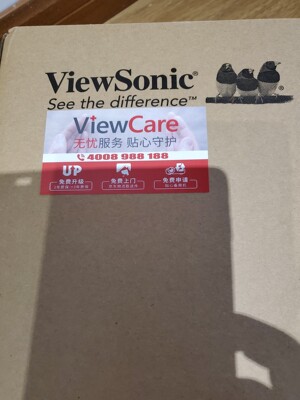 ViewSonic®
See the difference™
ViewCare
无忧服务 贴心守护
4008 988 188
UP
免费升级
免费上门
免费申请